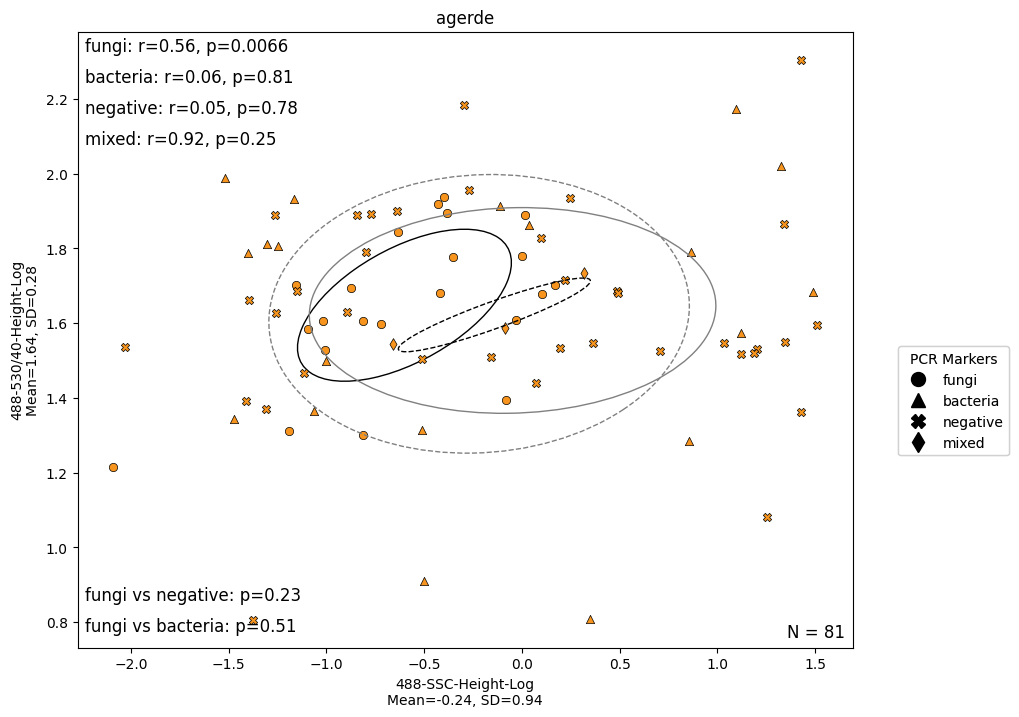 agerde
fungi: r=0.56, p=0.0066
bacteria: r=0.06, p=0.81
negative: r=0.05, p=0.78
mixed: r=0.92, p=0.25
fungi vs negative: p=0.23
fungi vs bacteria: p=0.51
N = 81
2.2
2.0
1.8
1.6
1.4
1.2
1.0
0.8
488-530/40-Height-Log
Mean=1.64, SD=0.28
−2.0 −1.5 −1.0 −0.5 0.0 0.5 1.0 1.5
488-SSC-Height-Log
Mean=-0.24, SD=0.94
PCR Markers
fungi
bacteria
negative
mixed